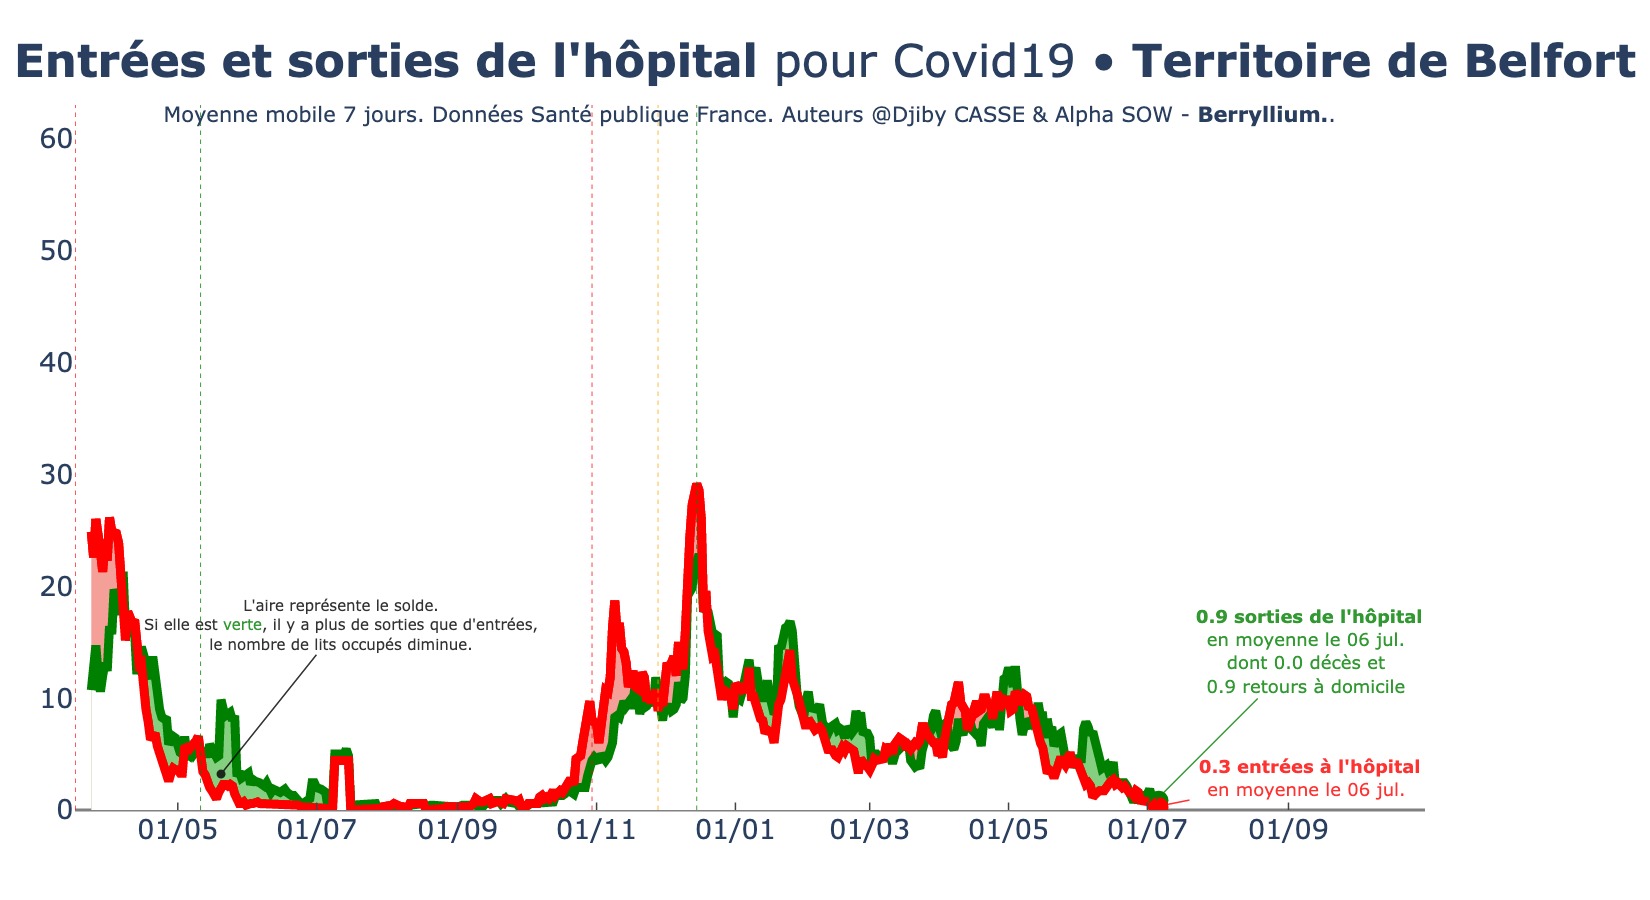 Entrées et sorties de l'hôpital pour Covid19 • Territoire de Belfort
Moyenne mobile 7 jours. Données Santé publique France. Auteurs @Djiby CASSE & Alpha SOW - Berryllium..
60
50
40
30
20
10
0
L'aire représente le solde.
Si elle est verte, il y a plus de sorties que d'entrées,
le nombre de lits occupés diminue.
0.9 sorties de l'hôpital
en moyenne le 06 jul.
dont 0.0 décès et
0.9 retours à domicile
0.3 entrées à l'hôpital
en moyenne le 06 jul.
01/05 01/07 01/09 01/11 01/01 01/03 01/05 01/07 01/09